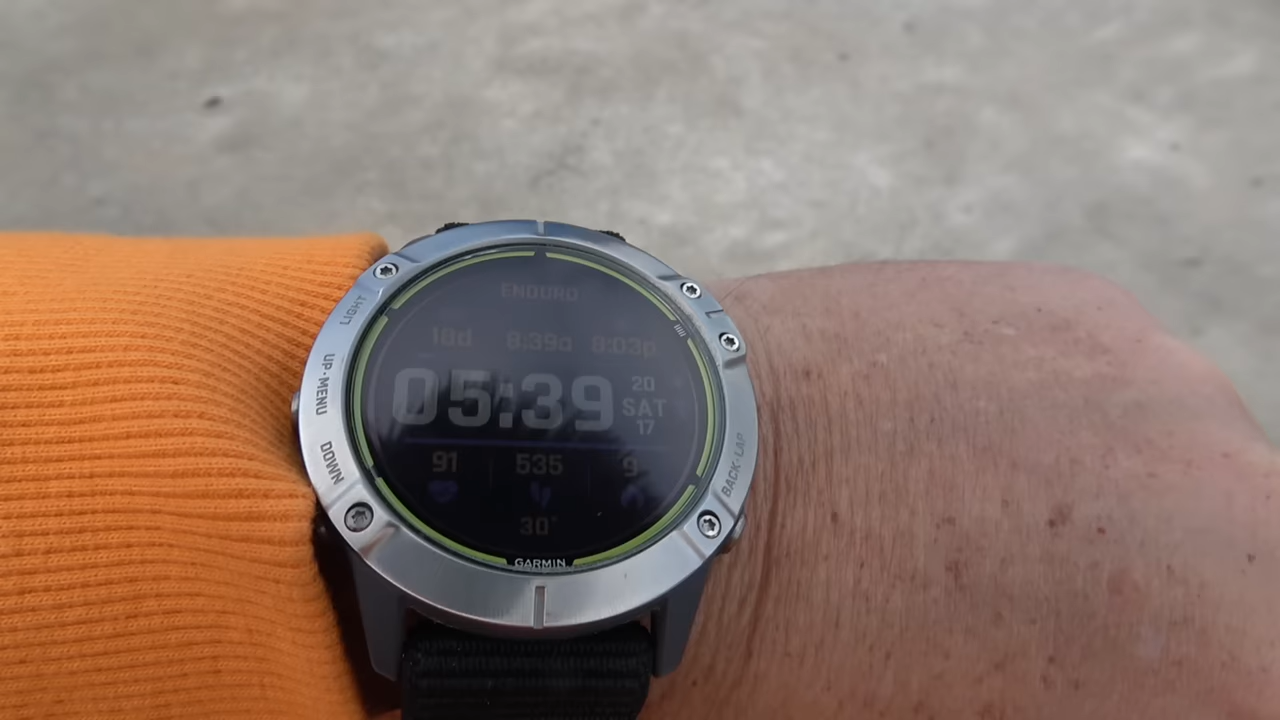 ENDURO
18d 8:39a 8:03p
05:39
20
SAT
17
91 535 9
30°
GARMIN
LIGHT
UP·MENU
DOWN
BACK·LAP